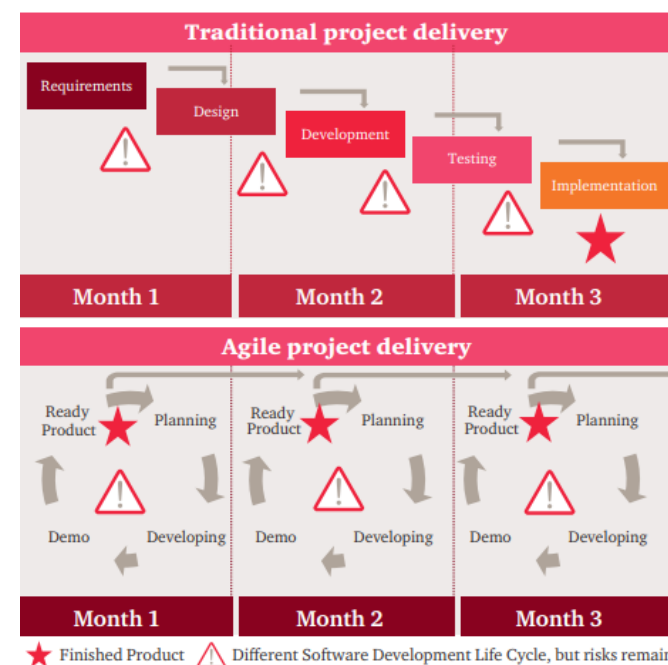 Traditional project delivery
Requirements
Design
Development
Testing
Implementation
Month 1
Month 2
Month 3
Agile project delivery
Ready
Product
Planning
Demo
Developing
Ready
Product
Planning
Demo
Developing
Ready
Product
Planning
Demo
Developing
Month 1
Month 2
Month 3
Finished Product
Different Software Development Life Cycle, but risks remain